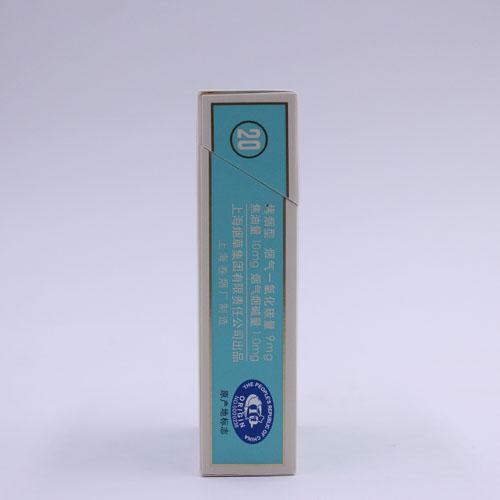 20
烤烟型 烟气一氧化碳量 9mg
焦油量 10mg 烟气烟碱量 1.0mg
上海烟草集团有限责任公司出品
上海卷烟厂制造
THE PEOPLE'S REPUBLIC OF CHINA
ORIGIN
原产地标志